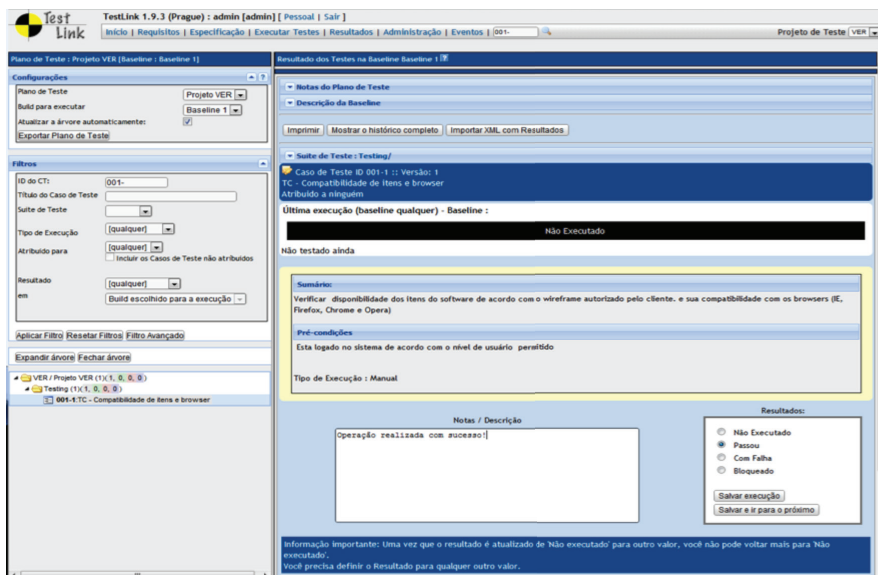 Test Link
TestLink 1.9.3 (Prague) : admin [admin] [ Pessoal | Sair ]
Início | Requisitos | Especificação | Executar Testes | Resultados | Administração | Eventos | 001-
Projeto de Teste VER
Plano de Teste : Projeto VER [Baseline : Baseline 1]
Configurações
Plano de Teste Projeto VER
Build para executar Baseline 1
Atualizar a árvore automaticamente:
Exportar Plano de Teste
Filtros
ID do CT: 001-
Título do Caso de Teste
Suite de Teste
Tipo de Execução [qualquer]
Atribuído para [qualquer]
Incluir os Casos de Teste não atribuídos
Resultado [qualquer]
em Build escolhido para a execução
Aplicar Filtro Resetar Filtros Filtro Avançado
Expandir árvore Fechar árvore
VER / Projeto VER (1)( 1, 0, 0, 0 )
Testing (1)( 1, 0, 0, 0 )
001-1:TC - Compatibilidade de itens e browser
Resultado dos Testes na Baseline Baseline 1 ?
Notas do Plano de Teste
Descrição da Baseline
Imprimir Mostrar o histórico completo Importar XML com Resultados
Suite de Teste : Testing/
Caso de Teste ID 001-1 :: Versão: 1
TC - Compatibilidade de itens e browser
Atribuído a ninguém
Última execução (baseline qualquer) - Baseline :
Não Executado
Não testado ainda
Sumário:
Verificar disponibilidade dos itens do software de acordo com o wireframe autorizado pelo cliente. e sua compatibilidade com os browsers (IE,
Firefox, Chrome e Opera)
Pré-condições
Esta logado no sistema de acordo com o nível de usuário permitido
Tipo de Execução : Manual
Notas / Descrição
Operação realizada com sucesso!
Resultados:
Não Executado
Passou
Com Falha
Bloqueado
Salvar execução
Salvar e ir para o próximo
Informação importante: Uma vez que o resultado é atualizado de 'Não executado' para outro valor, você não pode voltar mais para 'Não
executado'.
Você precisa definir o Resultado para qualquer outro valor.